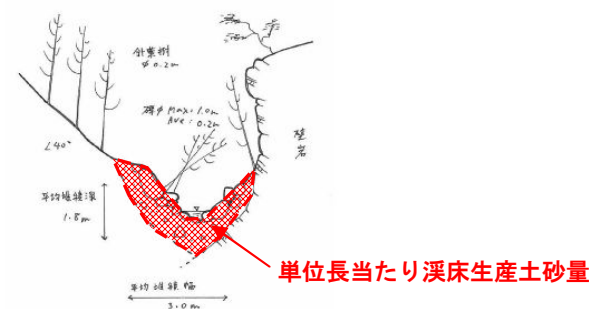 針葉樹
φ0.2m
礫φ Max:1.0m
Ave:0.2m
∠40°
壁岩
平均堆積深
1.8m
単位長当たり渓床生産土砂量
平均堆積幅
3.0m